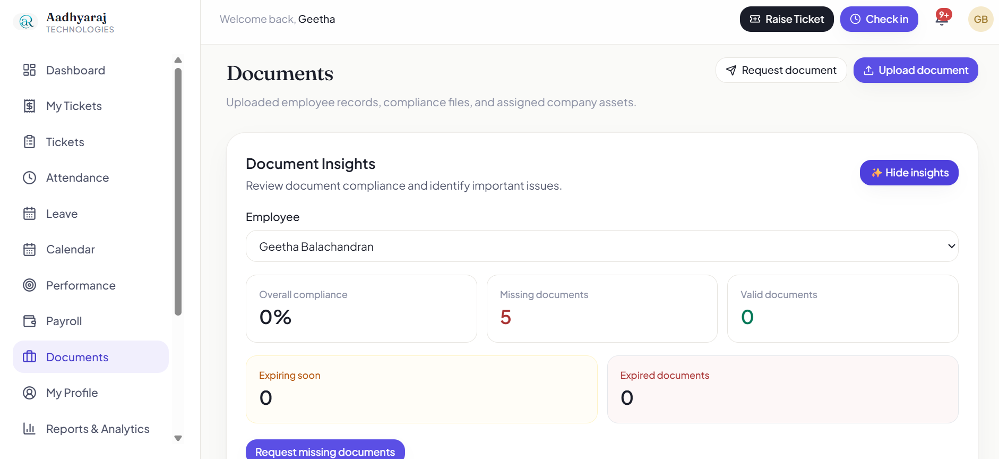 Aadhyaraj
TECHNOLOGIES
Dashboard
My Tickets
Tickets
Attendance
Leave
Calendar
Performance
Payroll
Documents
My Profile
Reports & Analytics
Welcome back, Geetha
Raise Ticket
Check in
9+
GB
Documents
Request document
Upload document
Uploaded employee records, compliance files, and assigned company assets.
Document Insights
Review document compliance and identify important issues.
✨ Hide insights
Employee
Geetha Balachandran
Overall compliance
0%
Missing documents
5
Valid documents
0
Expiring soon
0
Expired documents
0
Request missing documents